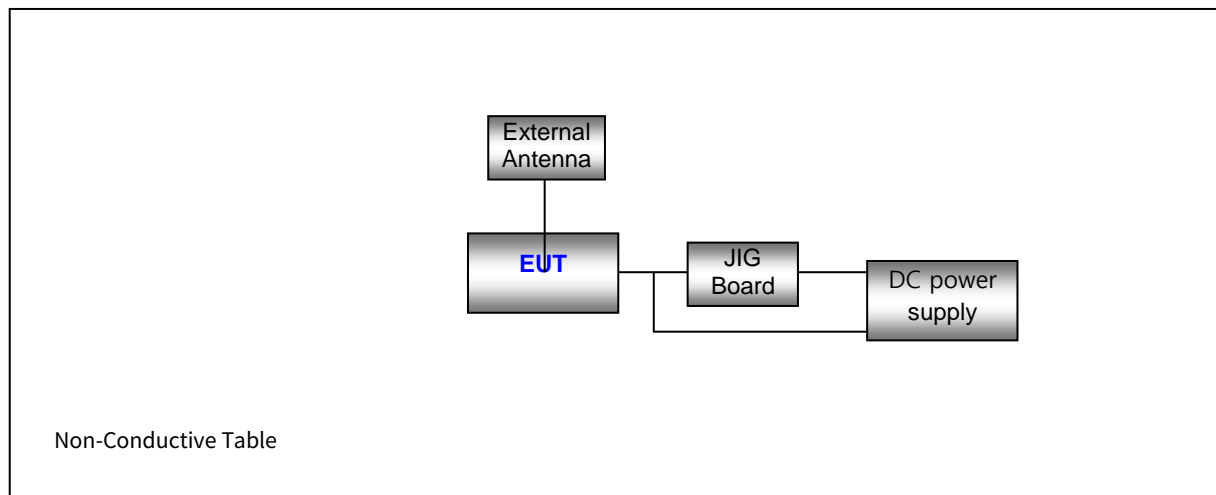 External
Antenna
EUT
JIG
Board
DC power
supply
Non-Conductive Table